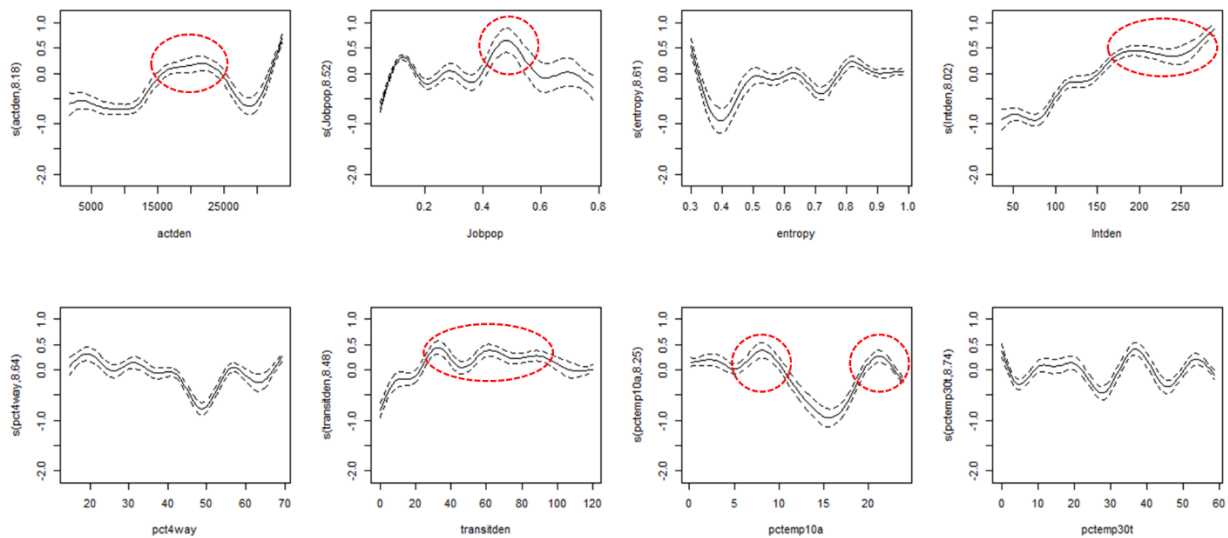 s(actden,8.18)
1.0
0.5
0.0
-1.0
-2.0
5000 15000 25000
actden
s(Jobpop,8.52)
1.0
0.5
0.0
-1.0
-2.0
0.2 0.4 0.6 0.8
Jobpop
s(entropy,8.61)
1.0
0.5
0.0
-1.0
-2.0
0.3 0.4 0.5 0.6 0.7 0.8 0.9 1.0
entropy
s(Intden,8.02)
1.0
0.5
0.0
-1.0
-2.0
50 100 150 200 250
Intden
s(pct4way,8.64)
1.0
0.5
0.0
-1.0
-2.0
20 30 40 50 60 70
pct4way
s(transitden,8.48)
1.0
0.5
0.0
-1.0
-2.0
0 20 40 60 80 100 120
transitden
s(pctemp10a,8.25)
1.0
0.5
0.0
-1.0
-2.0
0 5 10 15 20
pctemp10a
s(pctemp30t,8.74)
1.0
0.5
0.0
-1.0
-2.0
0 10 20 30 40 50 60
pctemp30t